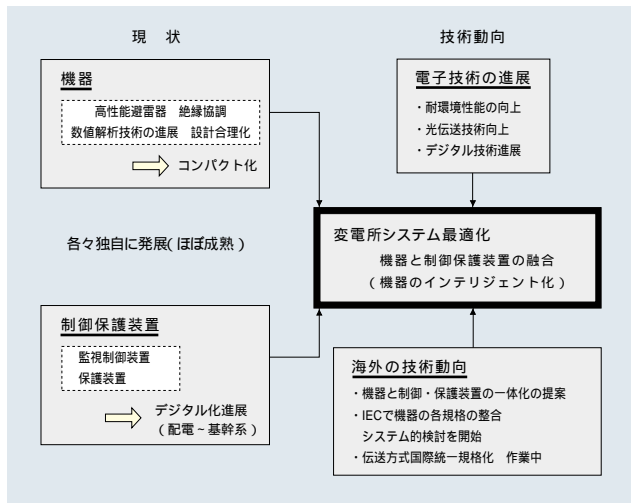 現 状
機器
高性能避雷器 絶縁協調
数値解析技術の進展 設計合理化
コンパクト化
各々独自に発展(ほぼ成熟)
制御保護装置
監視制御装置
保護装置
デジタル化進展
(配電~基幹系)
技術動向
電子技術の進展
・耐環境性能の向上
・光伝送技術向上
・デジタル技術進展
変電所システム最適化
機器と制御保護装置の融合
(機器のインテリジェント化)
海外の技術動向
・機器と制御・保護装置の一体化の提案
・IECで機器の各規格の整合
システム的検討を開始
・伝送方式国際統一規格化 作業中